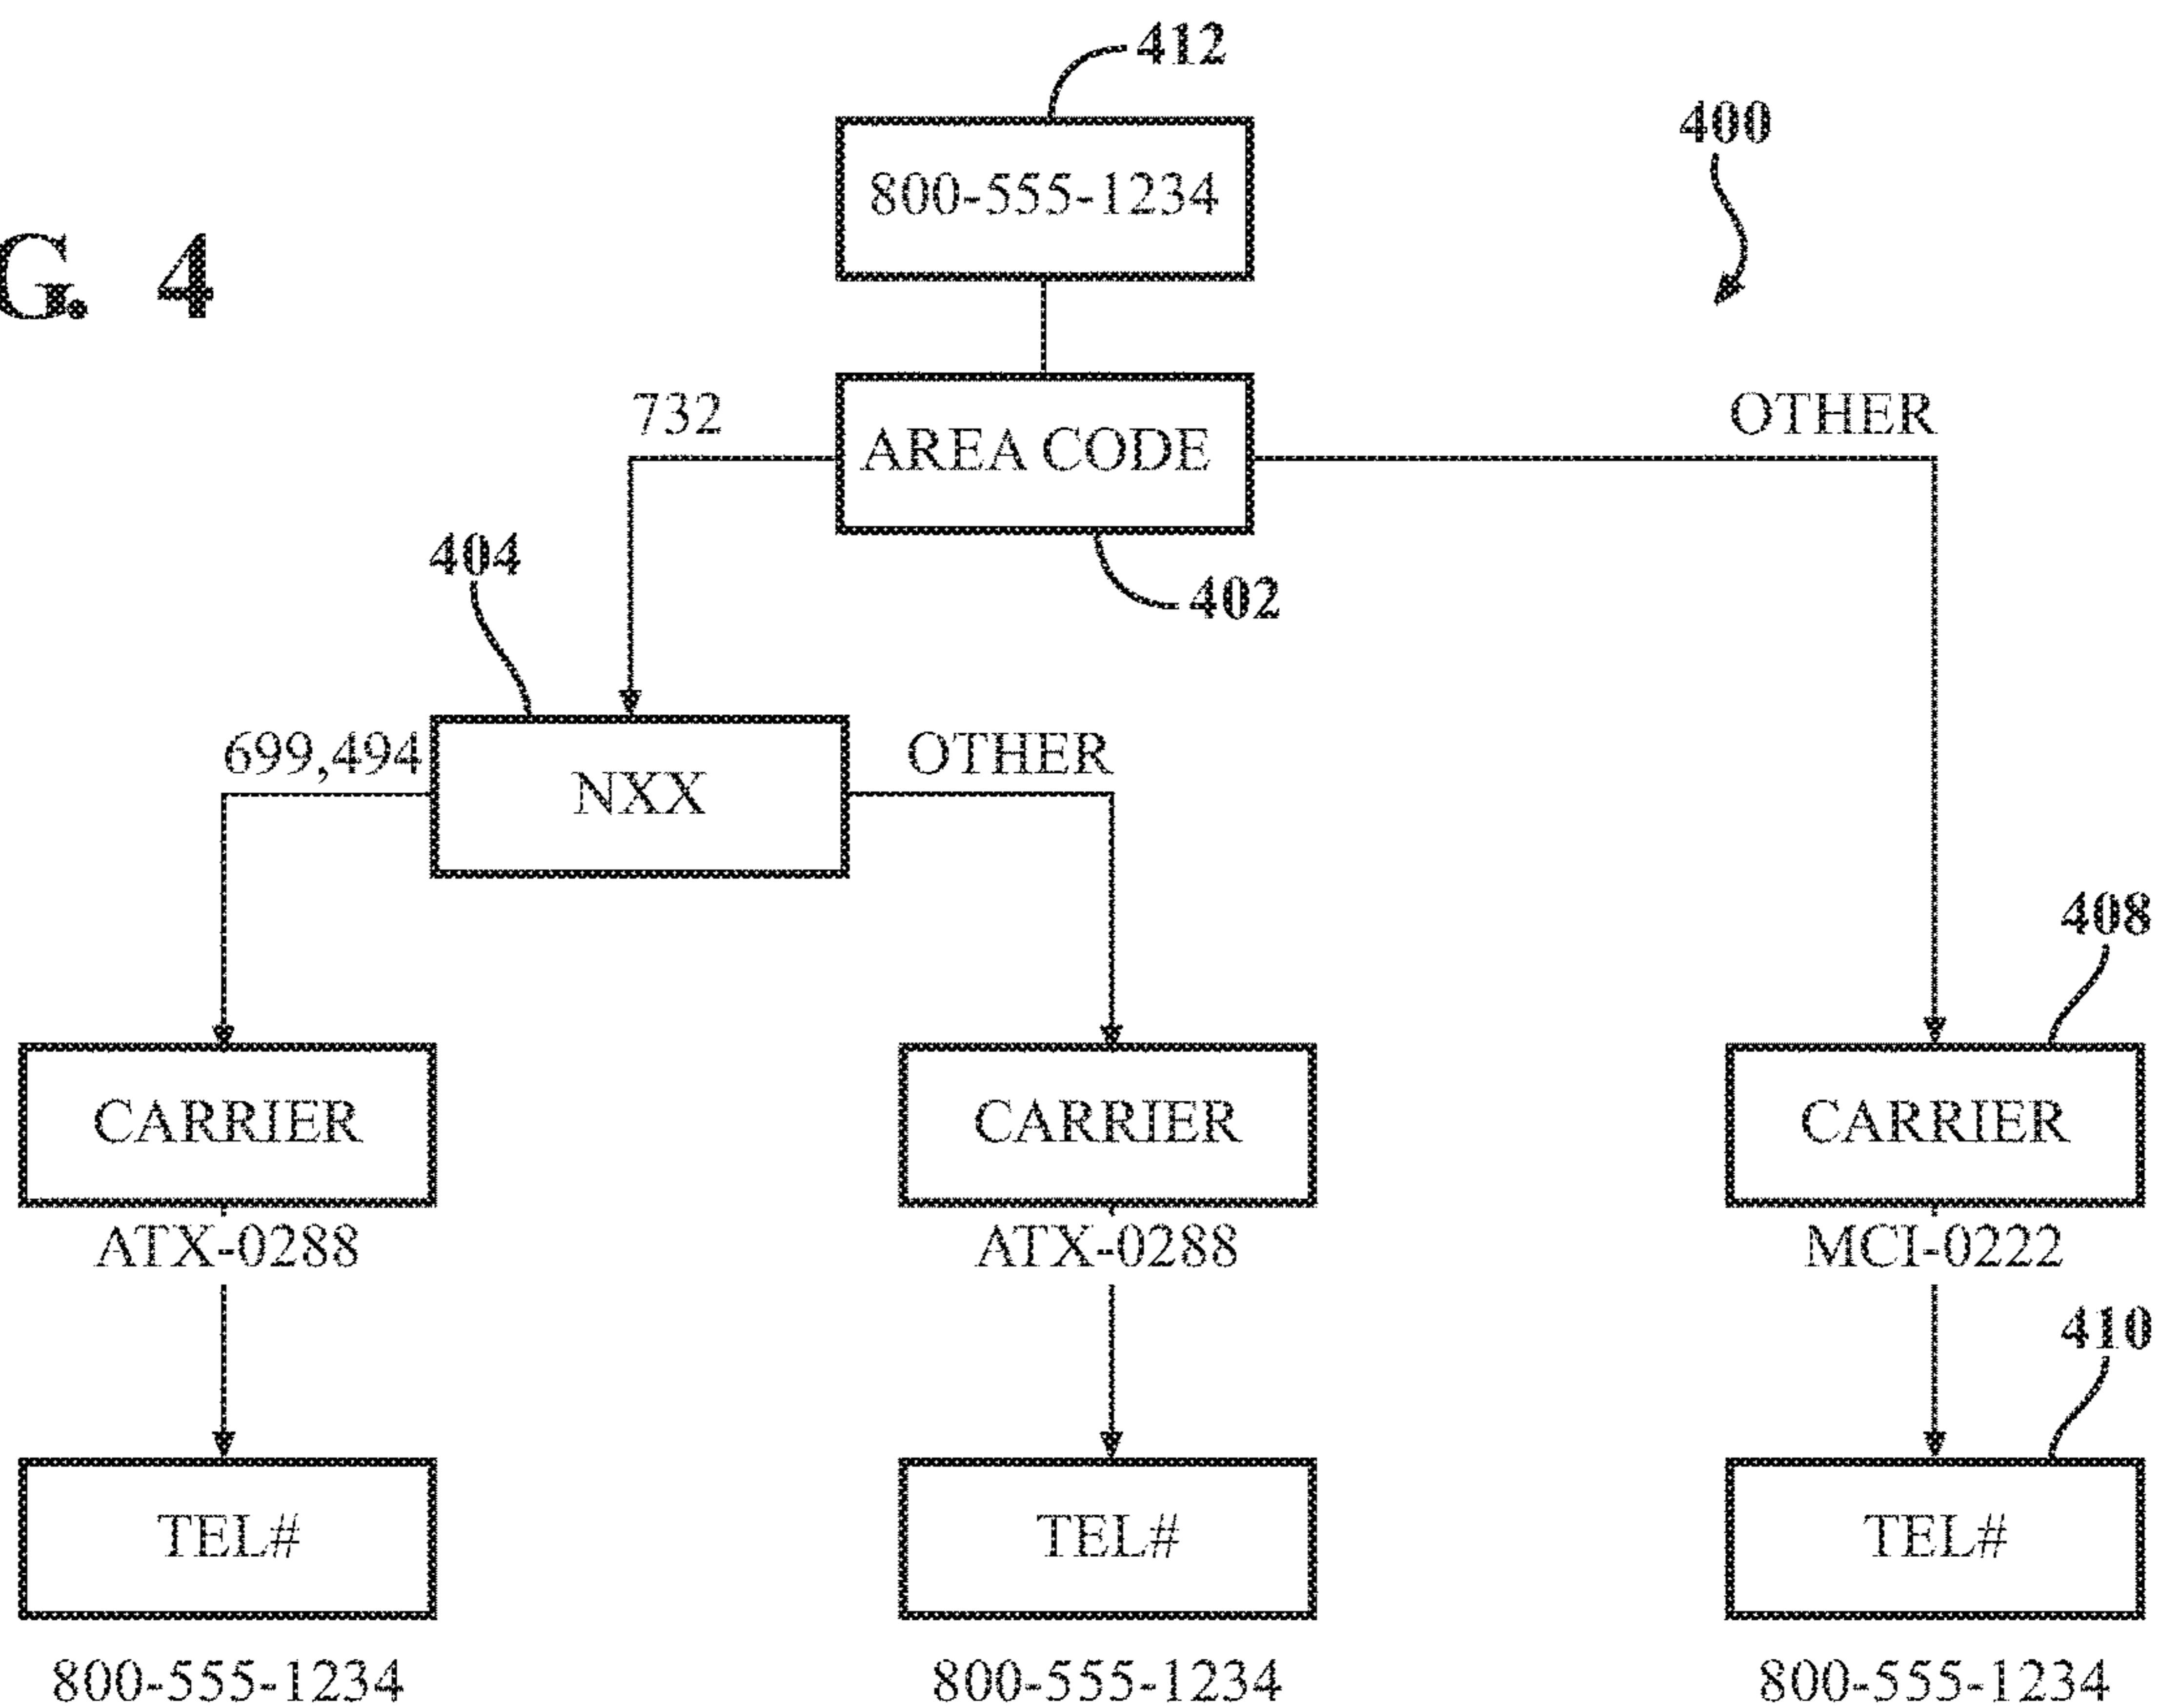 412
400
800-555-1234
G. 4
732
AREA CODE
OTHER
404
402
699,494
NXX
OTHER
408
CARRIER
CARRIER
CARRIER
ATX-0288
ATX-0288
MCI-0222
410
TEL#
TEL#
TEL#
800-555-1234
800-555-1234
800-555-1234